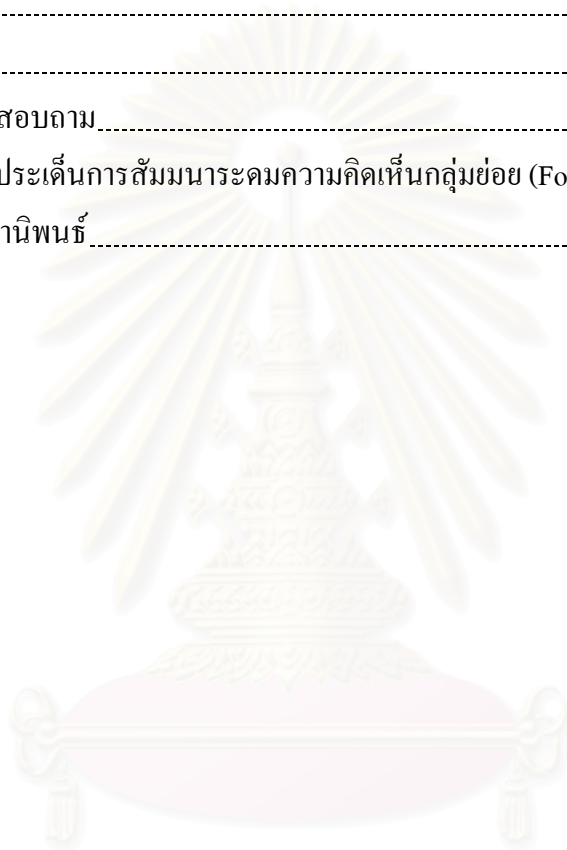 สอบถาม
ประเด็นการสัมมนาระดมความคิดเห็นกลุ่มย่อย (Fo
านิพนธ์